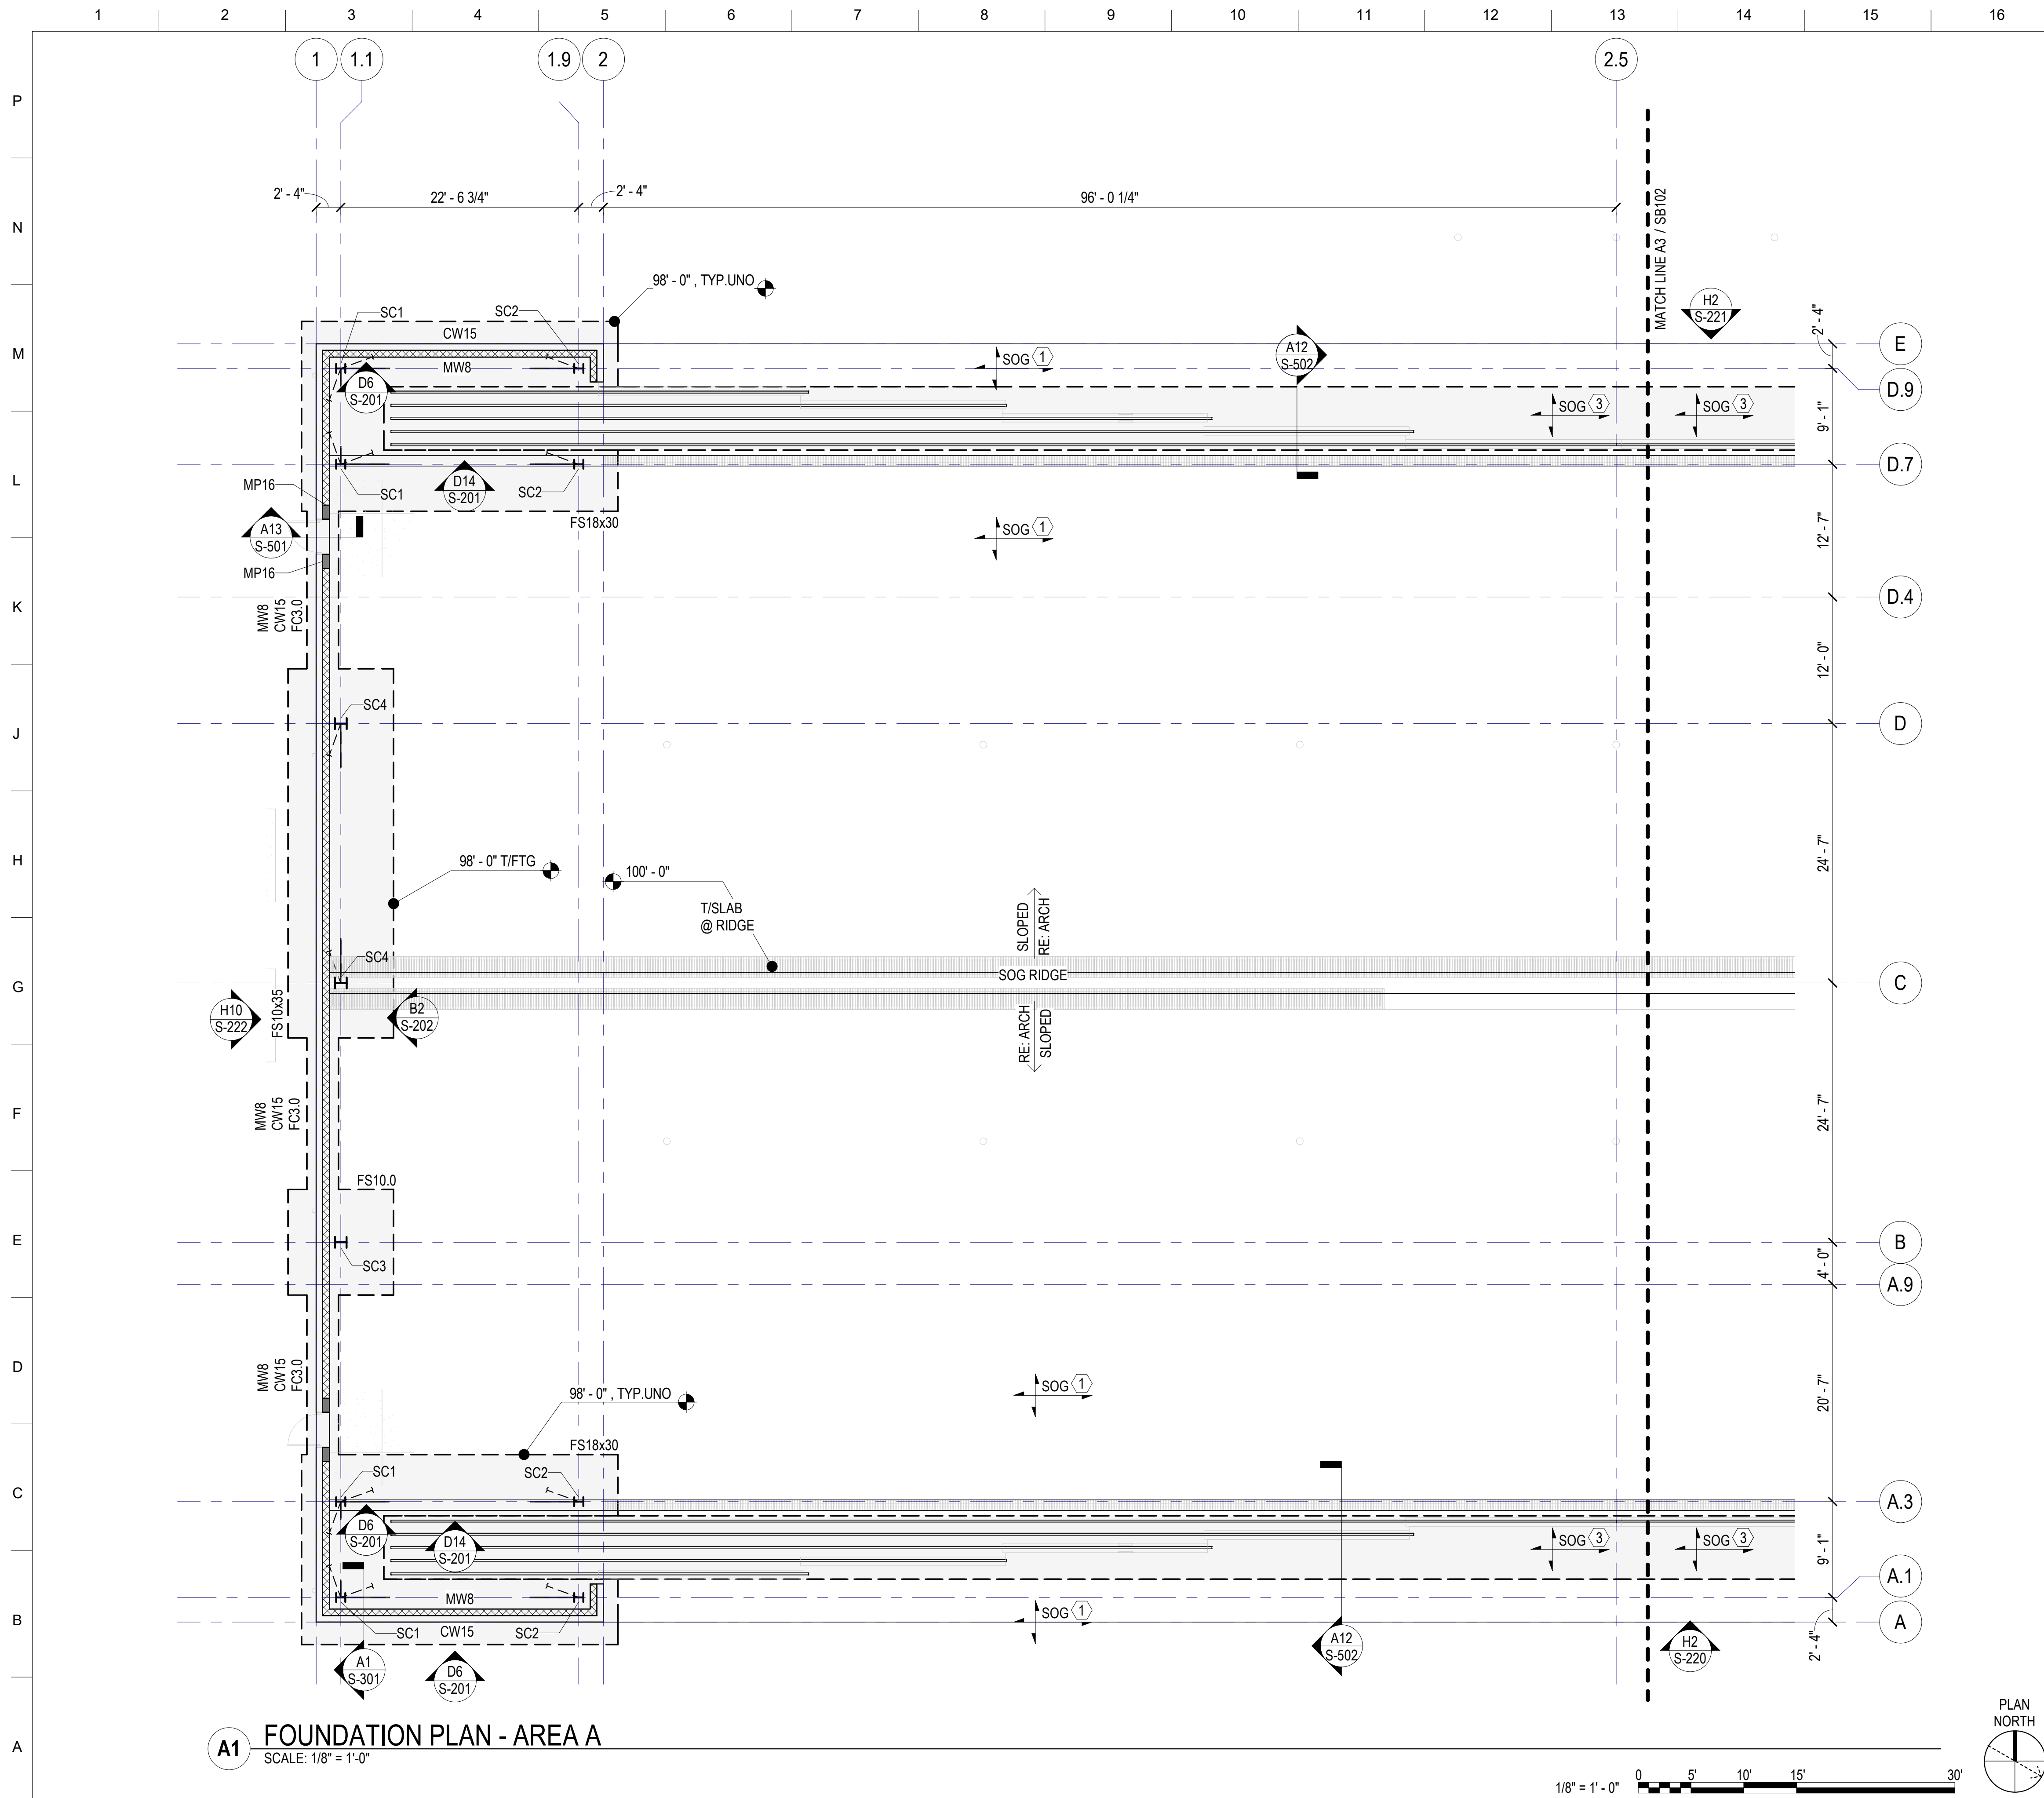 1 2 3 4 5 6 7 8 9 10 11 12 13 14 15 16
1 1.1 1.9 2 2.5
P
2' - 4" 22' - 6 3/4" 2' - 4" 96' - 0 1/4"
MATCH LINE A3 / SB102
N
98' - 0" , TYP.UNO
H2
S-221
2' - 4"
SC1 SC2
CW15
M
MW8
D6
S-201
SOG 1
A12
S-502
E
D.9
SOG 3
SOG 3
9' - 1"
D.7
L
MP16
SC1
D14
S-201
SC2
FS18x30
A13
S-501
SOG 1
12' - 7"
MP16
K
MW8
CW15
FC3.0
D.4
12' - 0"
SC4
J
D
98' - 0" T/FTG
100' - 0"
H
24' - 7"
T/SLAB
@ RIDGE
SLOPED
RE: ARCH
SC4
SOG RIDGE
G
C
H10
S-222
FS10x35
B2
S-202
RE: ARCH
SLOPED
F
MW8
CW15
FC3.0
24' - 7"
FS10.0
E
B
SC3
4' - 0"
A.9
D
MW8
CW15
FC3.0
98' - 0" , TYP.UNO
SOG 1
20' - 7"
FS18x30
SC1
SC2
C
A.3
D6
S-201
D14
S-201
SOG 3
SOG 3
9' - 1"
A.1
MW8
B
SOG 1
A
SC1
CW15
SC2
A12
S-502
H2
S-220
2' - 4"
A1
S-301
D6
S-201
PLAN
NORTH
A
A1
FOUNDATION PLAN - AREA A
SCALE: 1/8" = 1'-0"
1/8" = 1' - 0"
0 5' 10' 15' 30'